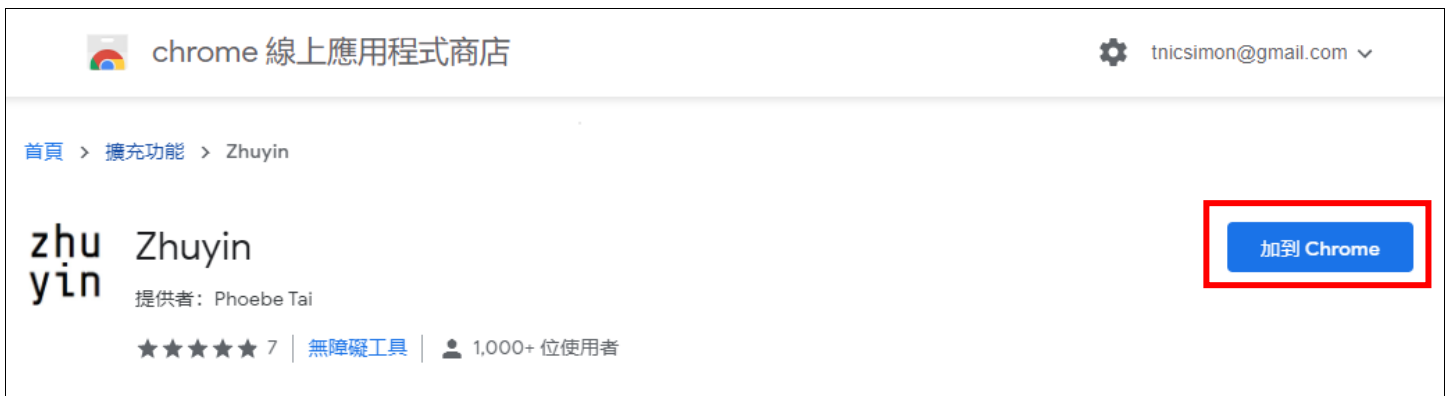 chrome 線上應用程式商店
tnicsimon@gmail.com
首頁 > 擴充功能 > Zhuyin
zhu
yin
Zhuyin
加到 Chrome
提供者: Phoebe Tai
★★★★★ 7 | 無障礙工具 | 1,000+ 位使用者